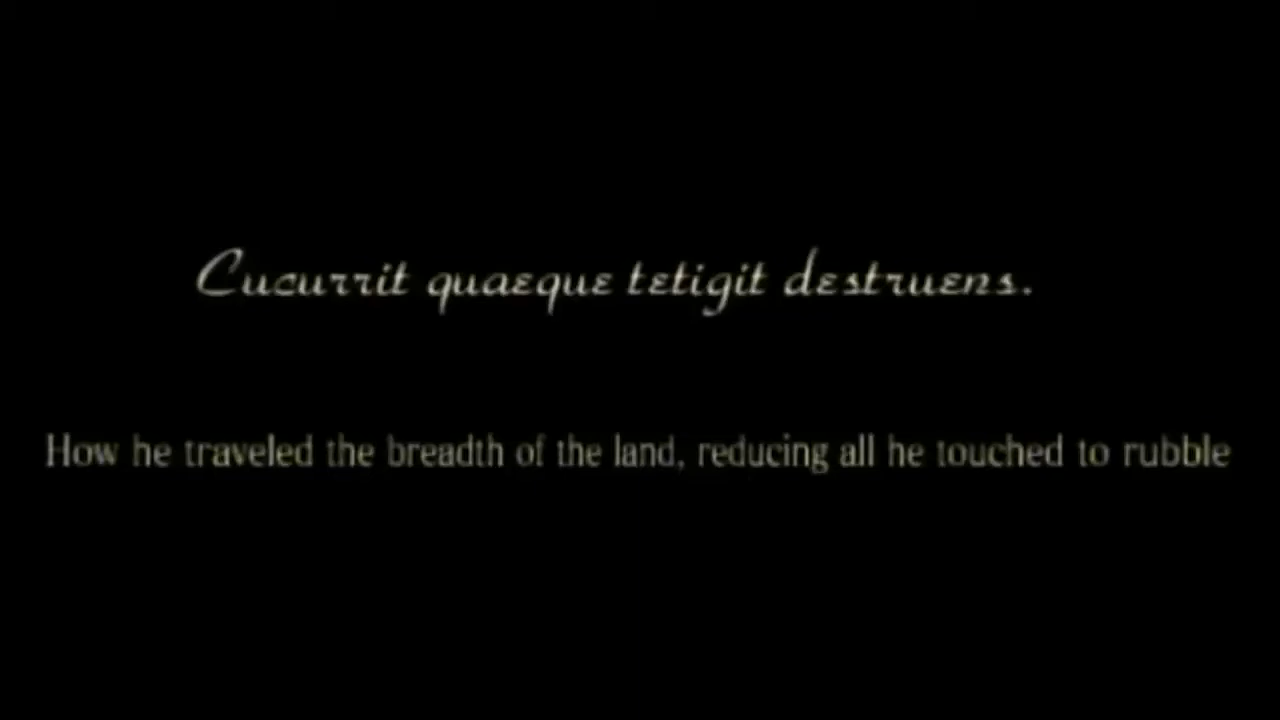 Cucurrit quaeque tetigit destruens.
How he traveled the breadth of the land, reducing all he touched to rubble